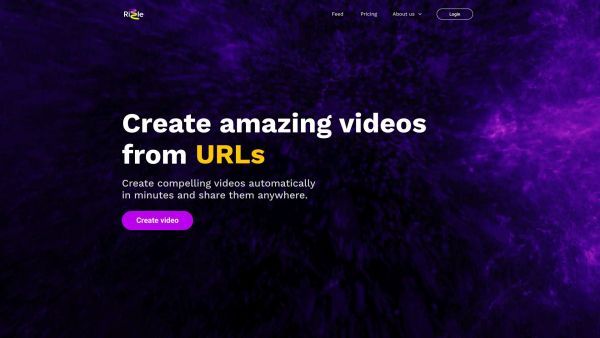 Rizzle
Feed Pricing About us Login
Create amazing videos
from URLs
Create compelling videos automatically
in minutes and share them anywhere.
Create video